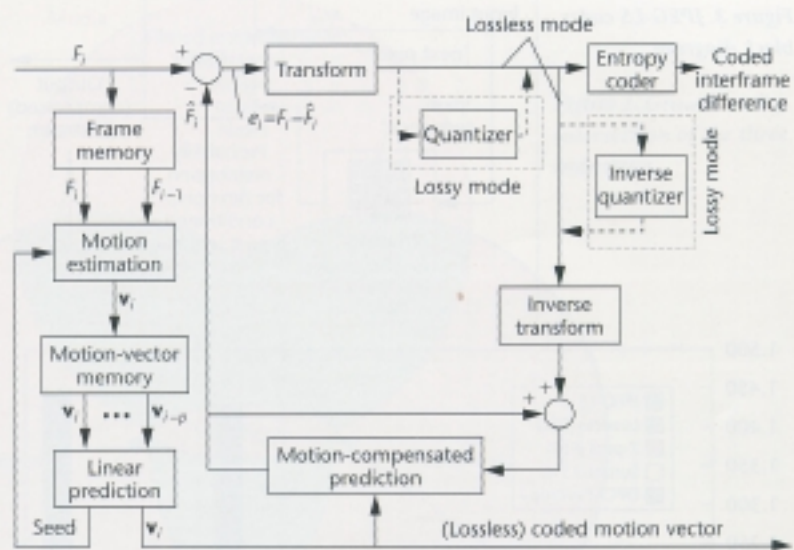 Lossless mode
F_i
+
Transform
Entropy
coder
Coded
interframe
difference
−
F̂_i
e_i=F_i−F̂_i
Quantizer
Lossy mode
Inverse
quantizer
Lossy mode
Frame
memory
F_i
F_{i−1}
Motion
estimation
v_i
Inverse
transform
Motion-vector
memory
v_i ••• v_{i−p}
+
+
Linear
prediction
Motion-compensated
prediction
Seed
v_i
(Lossless) coded motion vector